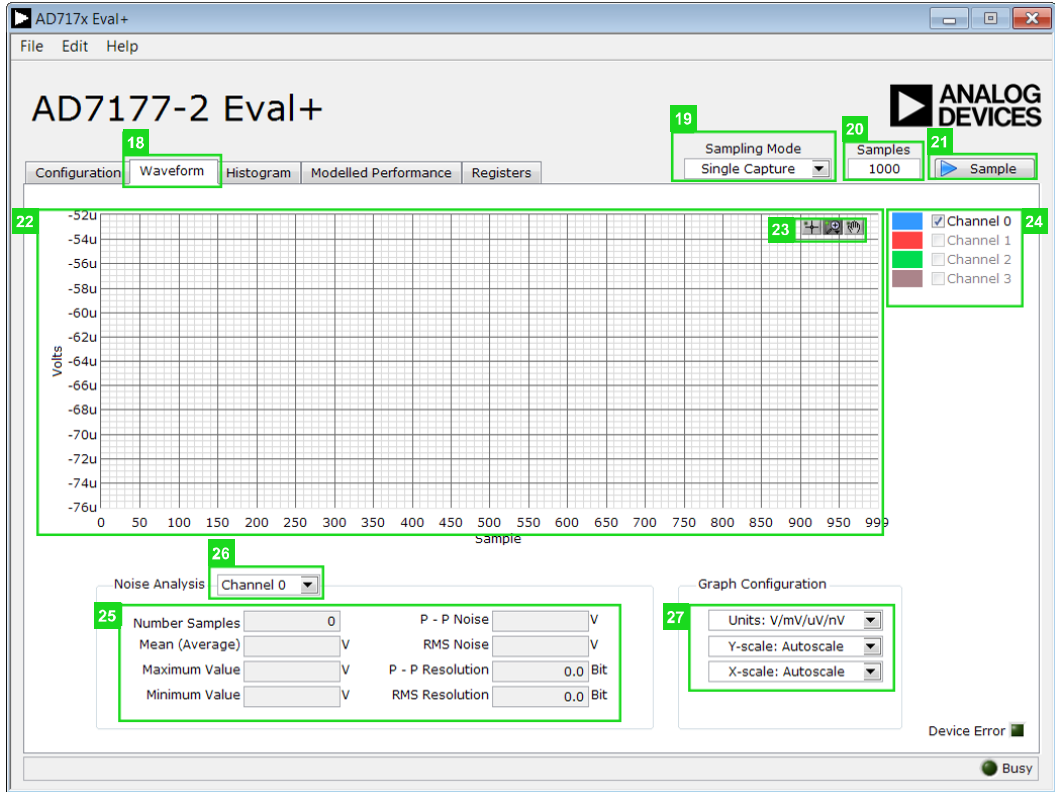 AD717x Eval+
File Edit Help
AD7177-2 Eval+
ANALOG
DEVICES
18
19
20
21
Sampling Mode
Samples
Single Capture
1000
Sample
Configuration Waveform Histogram Modelled Performance Registers
22
23
24
Channel 0
Channel 1
Channel 2
Channel 3
Volts
-52u
-54u
-56u
-58u
-60u
-62u
-64u
-66u
-68u
-70u
-72u
-74u
-76u
0 50 100 150 200 250 300 350 400 450 500 550 600 650 700 750 800 850 900 950 999
Sample
26
Noise Analysis Channel 0
25
Number Samples 0
Mean (Average) V
Maximum Value V
Minimum Value V
P - P Noise V
RMS Noise V
P - P Resolution 0.0 Bit
RMS Resolution 0.0 Bit
Graph Configuration
27
Units: V/mV/uV/nV
Y-scale: Autoscale
X-scale: Autoscale
Device Error
Busy